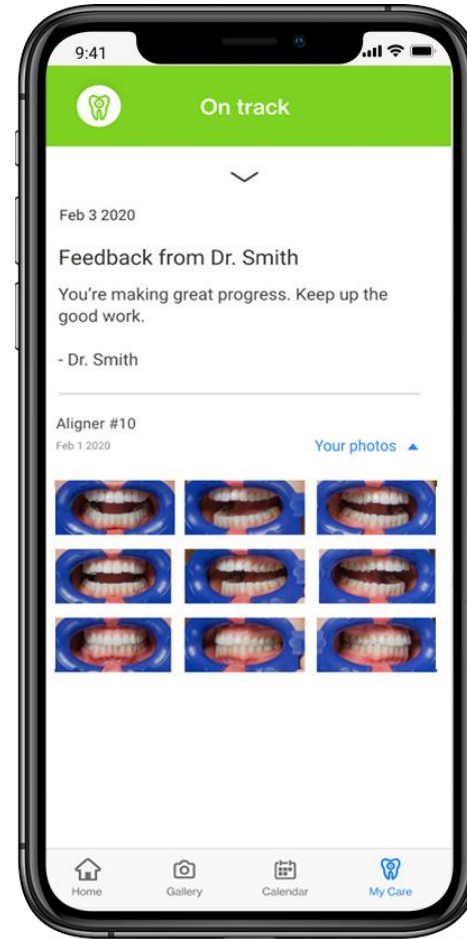 9:41
On track
Feb 3 2020
Feedback from Dr. Smith
You're making great progress. Keep up the
good work.
- Dr. Smith
Aligner #10
Feb 1 2020
Your photos
Home
Gallery
Calendar
My Care